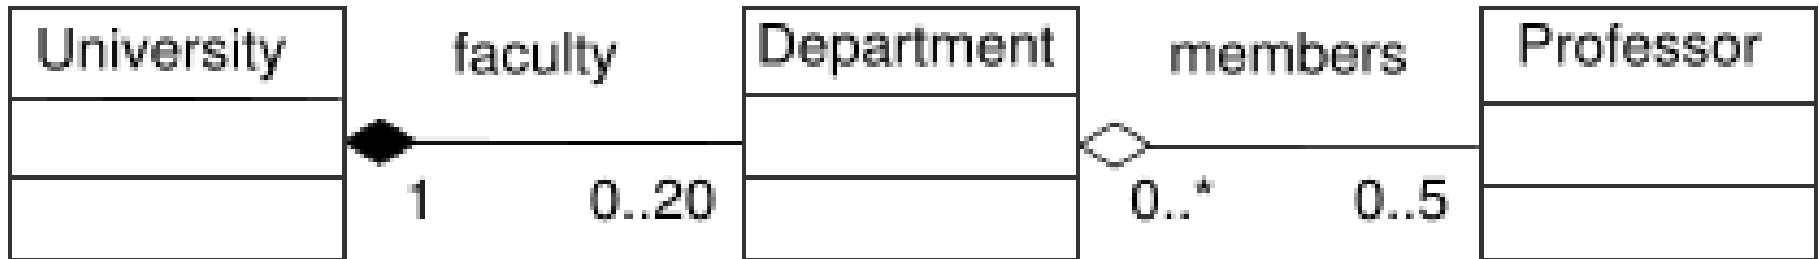 University
faculty
Department
members
Professor
1
0..20
0..*
0..5